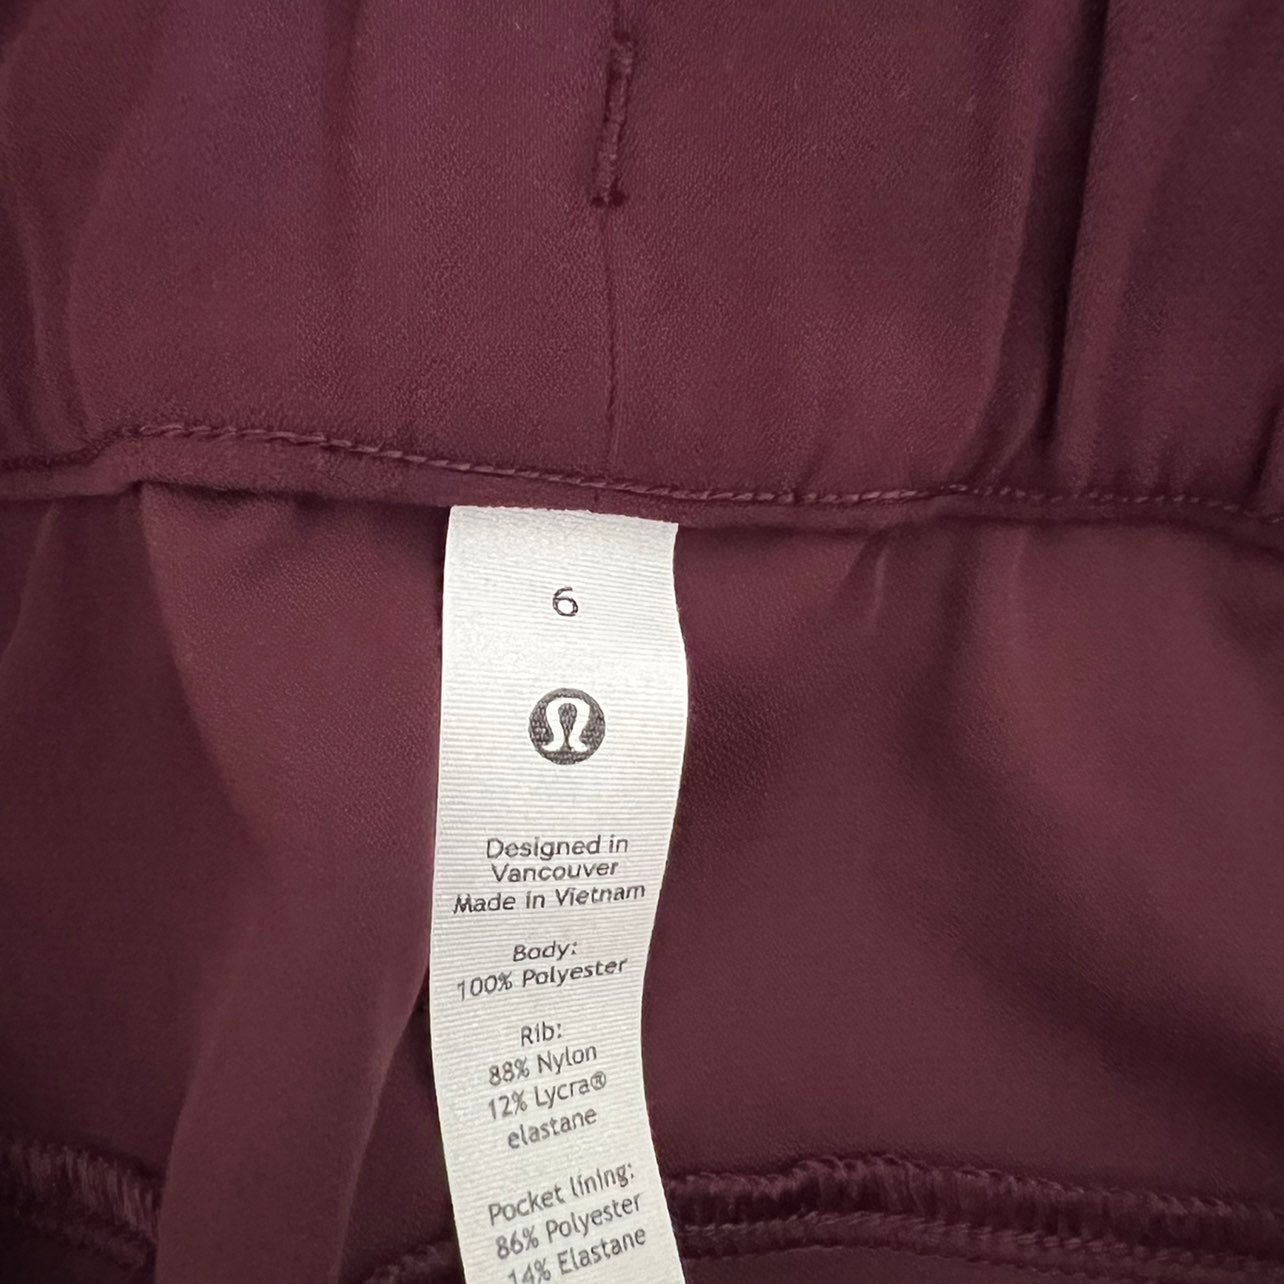 6
Designed in
Vancouver
Made in Vietnam
Body:
100% Polyester
Rib:
88% Nylon
12% Lycra®
elastane
Pocket lining:
86% Polyester
14% Elastane